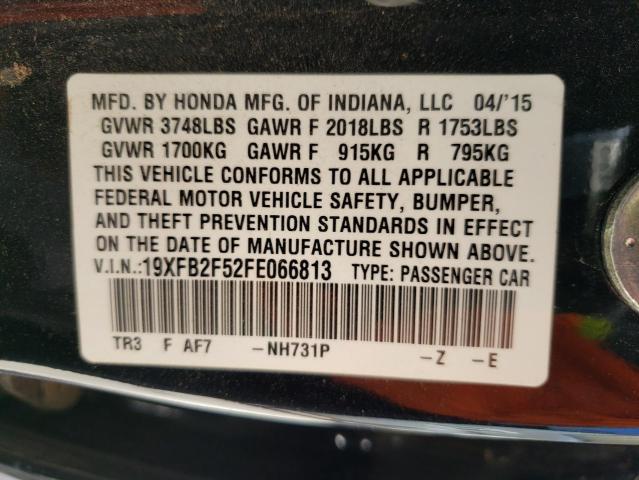 MFD. BY HONDA MFG. OF INDIANA, LLC 04/'15
GVWR 3748LBS GAWR F 2018LBS R 1753LBS
GVWR 1700KG GAWR F 915KG R 795KG
THIS VEHICLE CONFORMS TO ALL APPLICABLE
FEDERAL MOTOR VEHICLE SAFETY, BUMPER,
AND THEFT PREVENTION STANDARDS IN EFFECT
ON THE DATE OF MANUFACTURE SHOWN ABOVE.
V.I.N.:19XFB2F52FE066813 TYPE: PASSENGER CAR
TR3 F AF7 -NH731P -Z -E